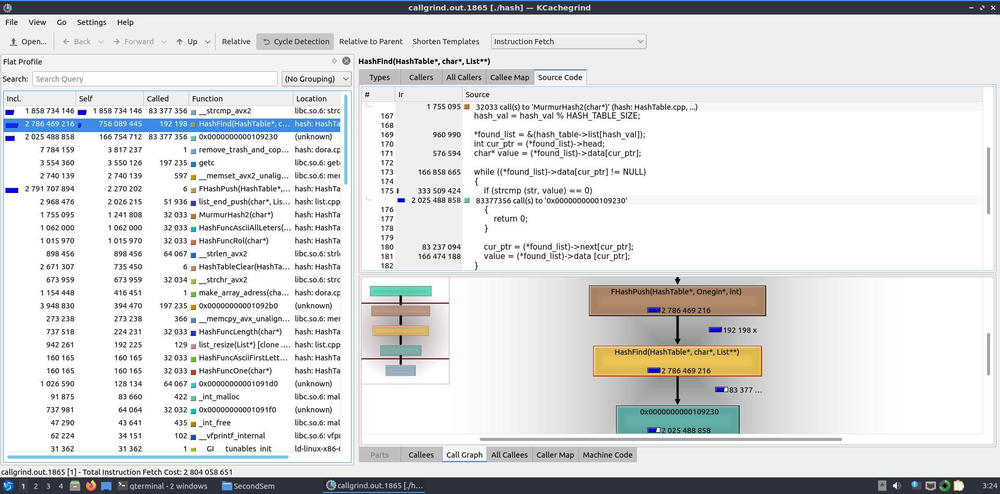 callgrind.out.1865 [./hash] — KCachegrind
File View Go Settings Help
Open... Back Forward Up Relative Cycle Detection Relative to Parent Shorten Templates Instruction Fetch
Flat Profile
Search: Search Query (No Grouping)
Incl. Self Called Function Location
1 858 734 146 1 858 734 146 83 377 356 __strcmp_avx2 libc.so.6: strc
2 786 469 216 756 089 445 192 198 HashFind(HashTable*, c... hash: HashTa
2 025 488 858 166 754 712 83 377 356 0x0000000000109230 (unknown)
7 784 159 3 817 237 1 remove_trash_and_cop... hash: dora.cp
3 554 360 3 550 126 197 235 getc libc.so.6: get
2 740 139 2 740 139 597 __memset_avx2_unalig... libc.so.6: mer
2 791 707 894 2 270 202 6 FHashPush(HashTable*,... hash: HashTa
2 968 476 2 026 215 51 936 list_end_push(char*, Lis... hash: list.cpp
1 755 095 1 241 808 32 033 MurmurHash2(char*) hash: HashTa
1 062 000 1 062 000 32 033 HashFuncAsciiAllLeters(... hash: HashTa
1 015 970 1 015 970 32 033 HashFuncRol(char*) hash: HashTa
898 456 898 456 64 067 __strlen_avx2 libc.so.6: strl
2 671 307 735 450 6 HashTableClear(HashTa... hash: HashTa
673 959 673 959 32 034 __strchr_avx2 libc.so.6: strc
1 154 448 416 451 1 make_array_adress(cha... hash: dora.cp
3 948 830 394 470 197 235 0x00000000001092b0 (unknown)
273 238 273 238 366 __memcpy_avx_unalign... libc.so.6: mer
737 518 224 231 32 033 HashFuncLength(char*) hash: HashTa
942 261 192 225 129 list_resize(List*) [clone .... hash: list.cpp
160 165 160 165 32 033 HashFuncAsciiFirstLett... hash: HashTa
160 165 160 165 32 033 HashFuncOne(char*) hash: HashTa
1 026 590 128 134 64 067 0x00000000001091d0 (unknown)
91 875 83 660 422 _int_malloc libc.so.6: mal
737 981 64 064 32 032 0x00000000001091f0 (unknown)
47 290 43 641 435 _int_free libc.so.6: mal
62 224 34 151 102 __vfprintf_internal libc.so.6: vfp
31 362 31 362 1 __GI___tunables_init ld-linux-x86-6
HashFind(HashTable*, char*, List**)
Types Callers All Callers Callee Map Source Code
# Ir Source
1 755 095 32033 call(s) to 'MurmurHash2(char*)' (hash: HashTable.cpp, ...)
167 hash_val = hash_val % HASH_TABLE_SIZE;
168
169 960 990 *found_list = &(hash_table->list[hash_val]);
170 int cur_ptr = (*found_list)->head;
171 576 594 char* value = (*found_list)->data[cur_ptr];
172
173 166 858 665 while ((*found_list)->data[cur_ptr] != NULL)
174 {
175 333 509 424 if (strcmp (str, value) == 0)
2 025 488 858 83377356 call(s) to '0x0000000000109230'
176 {
177 return 0;
178 }
179
180 83 237 094 cur_ptr = (*found_list)->next[cur_ptr];
181 166 474 188 value = (*found_list)->data [cur_ptr];
182 }
FHashPush(HashTable*, Onegin*, int)
2 786 469 216
192 198 x
HashFind(HashTable*, char*, List**)
2 786 469 216
83 377 ...
0x0000000000109230
2 025 488 858
Parts Callees Call Graph All Callees Caller Map Machine Code
callgrind.out.1865 [1] - Total Instruction Fetch Cost: 2 804 058 651
1 2 3 4 qterminal - 2 windows SecondSem callgrind.out.1865 [./h... 3:24